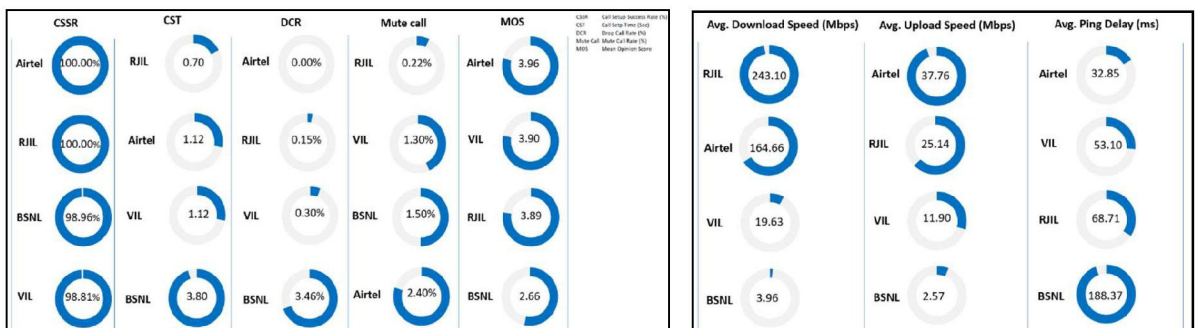 CSSR CST DCR Mute call MOS
CSSR Call Setup Success Rate (%)
CST Call Setp Time (Sec)
DCR Drop Call Rate (%)
Mute Call Mute Call Rate (%)
MOS Mean Opinion Score
Airtel 100.00% RJIL 0.70 Airtel 0.00% RJIL 0.22% Airtel 3.96
RJIL 100.00% Airtel 1.12 RJIL 0.15% VIL 1.30% VIL 3.90
BSNL 98.96% VIL 1.12 VIL 0.30% BSNL 1.50% RJIL 3.89
VIL 98.81% BSNL 3.80 BSNL 3.46% Airtel 2.40% BSNL 2.66
Avg. Download Speed (Mbps) Avg. Upload Speed (Mbps) Avg. Ping Delay (ms)
RJIL 243.10 Airtel 37.76 Airtel 32.85
Airtel 164.66 RJIL 25.14 VIL 53.10
VIL 19.63 VIL 11.90 RJIL 68.71
BSNL 3.96 BSNL 2.57 BSNL 188.37